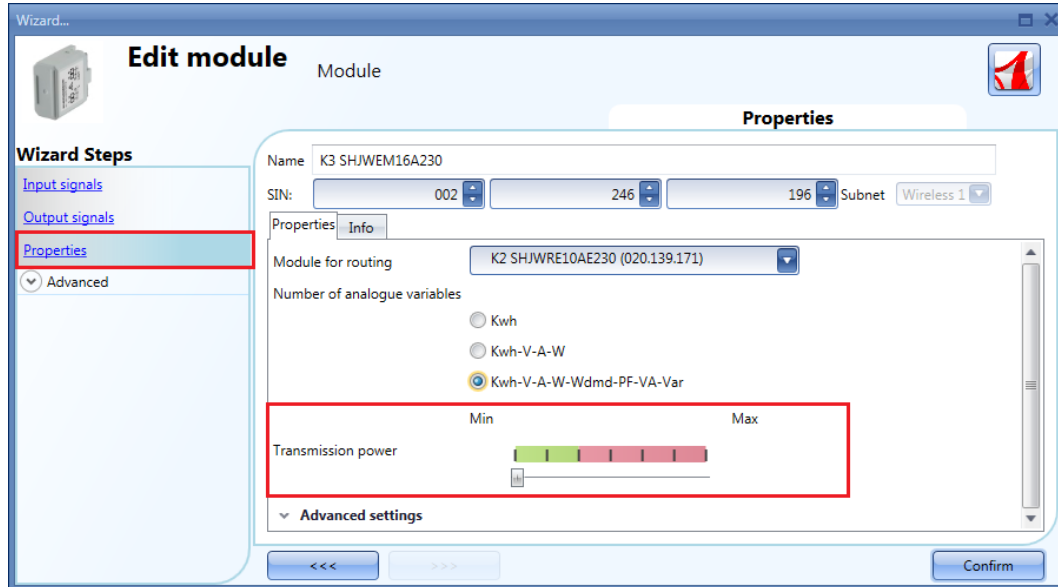 Wizard...
Edit module
Module
Properties
Wizard Steps
Input signals
Output signals
Properties
Advanced
Name K3 SHJWEM16A230
SIN: 002 246 196 Subnet Wireless 1
Properties Info
Module for routing K2 SHJWRE10AE230 (020.139.171)
Number of analogue variables
Kwh
Kwh-V-A-W
Kwh-V-A-W-Wdmd-PF-VA-Var
Min Max
Transmission power
Advanced settings
<<< >>> Confirm